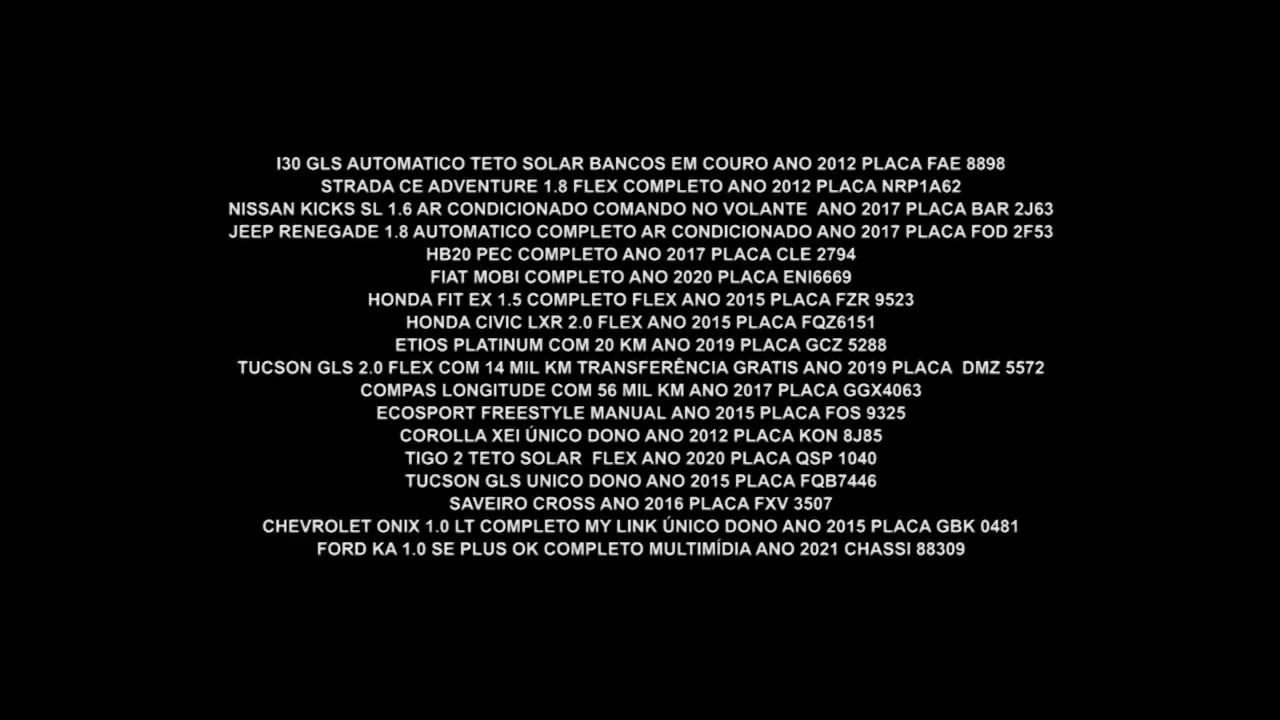 I30 GLS AUTOMATICO TETO SOLAR BANCOS EM COURO ANO 2012 PLACA FAE 8898
STRADA CE ADVENTURE 1.8 FLEX COMPLETO ANO 2012 PLACA NRP1A62
NISSAN KICKS SL 1.6 AR CONDICIONADO COMANDO NO VOLANTE  ANO 2017 PLACA BAR 2J63
JEEP RENEGADE 1.8 AUTOMATICO COMPLETO AR CONDICIONADO ANO 2017 PLACA FOD 2F53
HB20 PEC COMPLETO ANO 2017 PLACA CLE 2794
FIAT MOBI COMPLETO ANO 2020 PLACA ENI6669
HONDA FIT EX 1.5 COMPLETO FLEX ANO 2015 PLACA FZR 9523
HONDA CIVIC LXR 2.0 FLEX ANO 2015 PLACA FQZ6151
ETIOS PLATINUM COM 20 KM ANO 2019 PLACA GCZ 5288
TUCSON GLS 2.0 FLEX COM 14 MIL KM TRANSFERÊNCIA GRATIS ANO 2019 PLACA  DMZ 5572
COMPAS LONGITUDE COM 56 MIL KM ANO 2017 PLACA GGX4063
ECOSPORT FREESTYLE MANUAL ANO 2015 PLACA FOS 9325
COROLLA XEI ÚNICO DONO ANO 2012 PLACA KON 8J85
TIGO 2 TETO SOLAR  FLEX ANO 2020 PLACA QSP 1040
TUCSON GLS UNICO DONO ANO 2015 PLACA FQB7446
SAVEIRO CROSS ANO 2016 PLACA FXV 3507
CHEVROLET ONIX 1.0 LT COMPLETO MY LINK ÚNICO DONO ANO 2015 PLACA GBK 0481
FORD KA 1.0 SE PLUS OK COMPLETO MULTIMÍDIA ANO 2021 CHASSI 88309